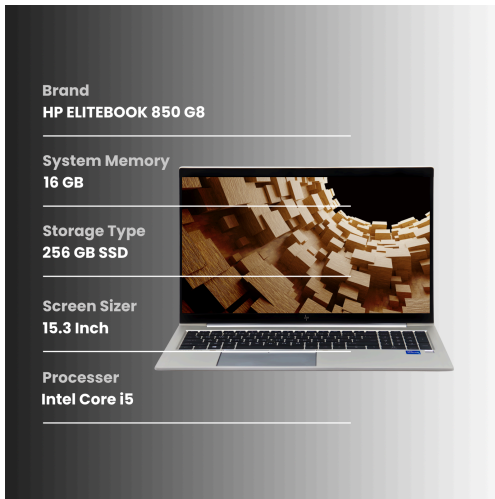 Brand
HP ELITEBOOK 850 G8
System Memory
16 GB
Storage Type
256 GB SSD
Screen Sizer
15.3 Inch
Processer
Intel Core i5